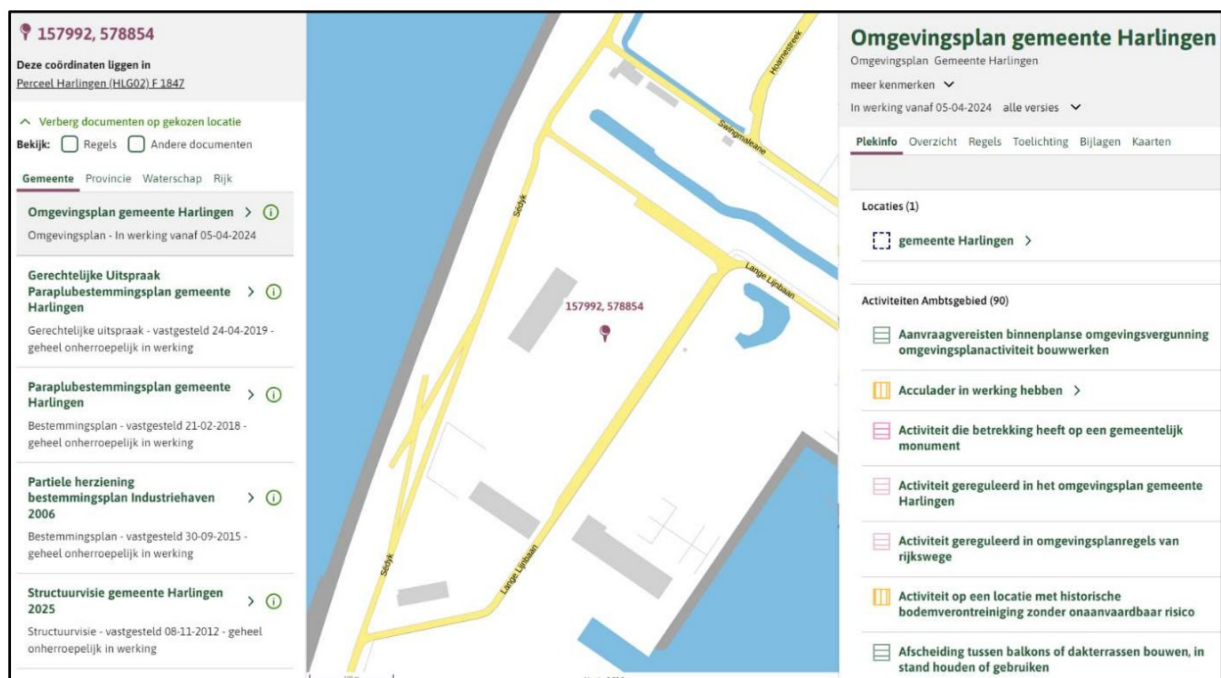 157992, 578854
Deze coördinaten liggen in
Perceel Harlingen (HLG02) F 1847
Verberg documenten op gekozen locatie
Bekijk: Regels Andere documenten
Gemeente Provincie Waterschap Rijk
Omgevingsplan gemeente Harlingen
Omgevingsplan - In werking vanaf 05-04-2024
Gerechtelijke Uitspraak
Paraplubestemmingsplan gemeente
Harlingen
Gerechtelijke uitspraak - vastgesteld 24-04-2019 -
geheel onherroepelijk in werking
Paraplubestemmingsplan gemeente
Harlingen
Bestemmingsplan - vastgesteld 21-02-2018 -
geheel onherroepelijk in werking
Partiele herziening
bestemmingsplan Industriehaven
2006
Bestemmingsplan - vastgesteld 30-09-2015 -
geheel onherroepelijk in werking
Structuurvisie gemeente Harlingen
2025
Structuurvisie - vastgesteld 08-11-2012 - geheel
onherroepelijk in werking
Hoarnestreek
Swingmaleane
Sédyk
Lange Lijnbaan
157992, 578854
Lange Lijnbaan
Sédyk
Omgevingsplan gemeente Harlingen
Omgevingsplan Gemeente Harlingen
meer kenmerken
In werking vanaf 05-04-2024 alle versies
Plekinfo Overzicht Regels Toelichting Bijlagen Kaarten
Locaties (1)
gemeente Harlingen
Activiteiten Ambtsgebied (90)
Aanvraagvereisten binnenplanse omgevingsvergunning
omgevingsplanactiviteit bouwwerken
Acculader in werking hebben
Activiteit die betrekking heeft op een gemeentelijk
monument
Activiteit gereguleerd in het omgevingsplan gemeente
Harlingen
Activiteit gereguleerd in omgevingsplanregels van
rijkswege
Activiteit op een locatie met historische
bodemverontreiniging zonder onaanvaardbaar risico
Afscheiding tussen balkons of dakterrassen bouwen, in
stand houden of gebruiken